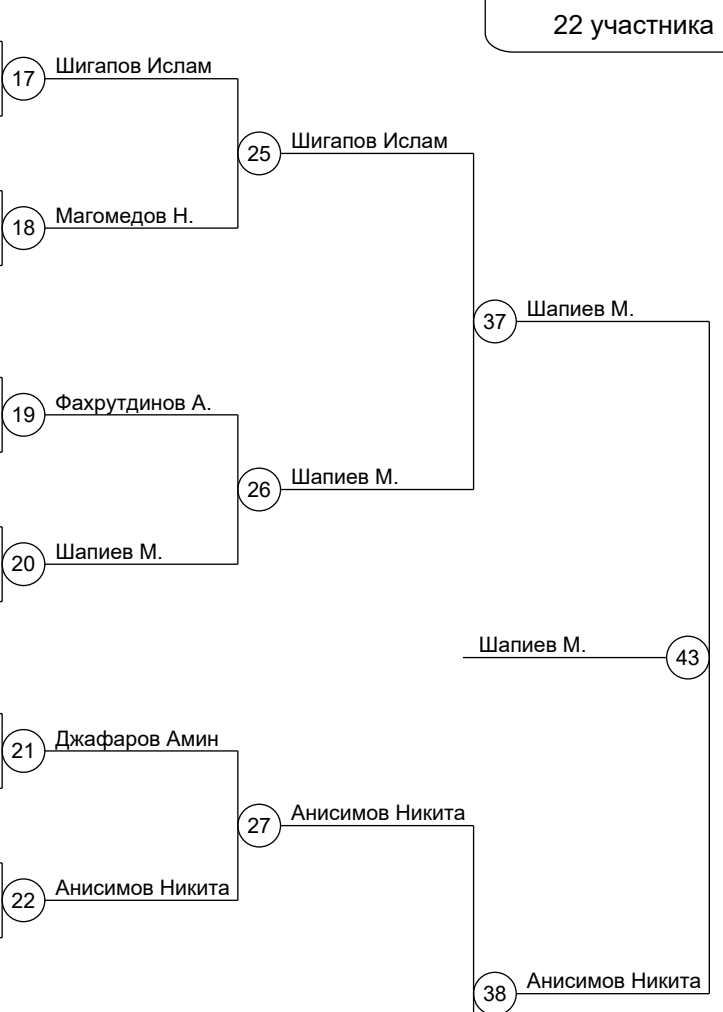 22 участника
17 Шигапов Ислам
25 Шигапов Ислам
18 Магомедов Н.
37 Шапиев М.
19 Фахрутдинов А.
26 Шапиев М.
20 Шапиев М.
Шапиев М. 43
21 Джафаров Амин
27 Анисимов Никита
22 Анисимов Никита
38 Анисимов Никита